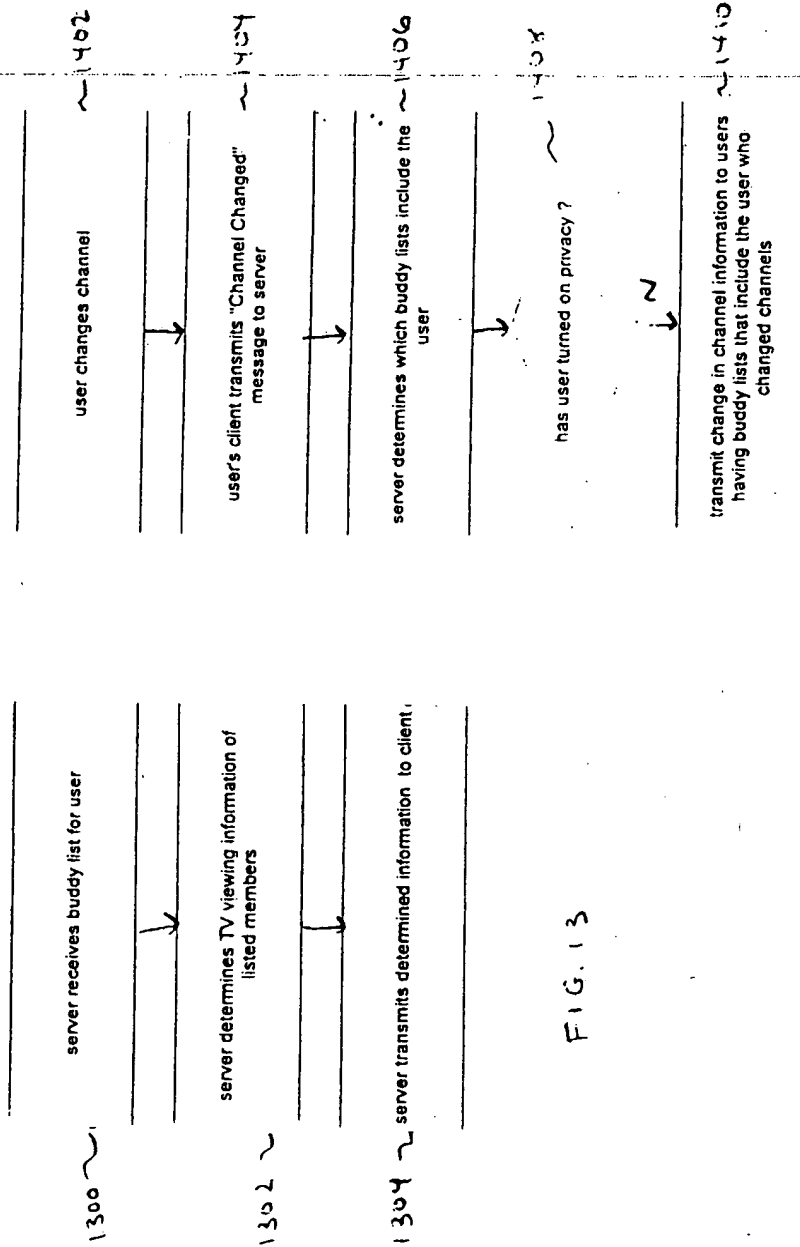 1300
server receives buddy list for user
1302
server determines TV viewing information of
listed members
1304
server transmits determined information to client
FIG. 13
user changes channel
~1402
user's client transmits "Channel Changed"
message to server
~1404
server determines which buddy lists include the
user
~1406
has user turned on privacy ?
~ 1408
N
transmit change in channel information to users
having buddy lists that include the user who
changed channels
~1410